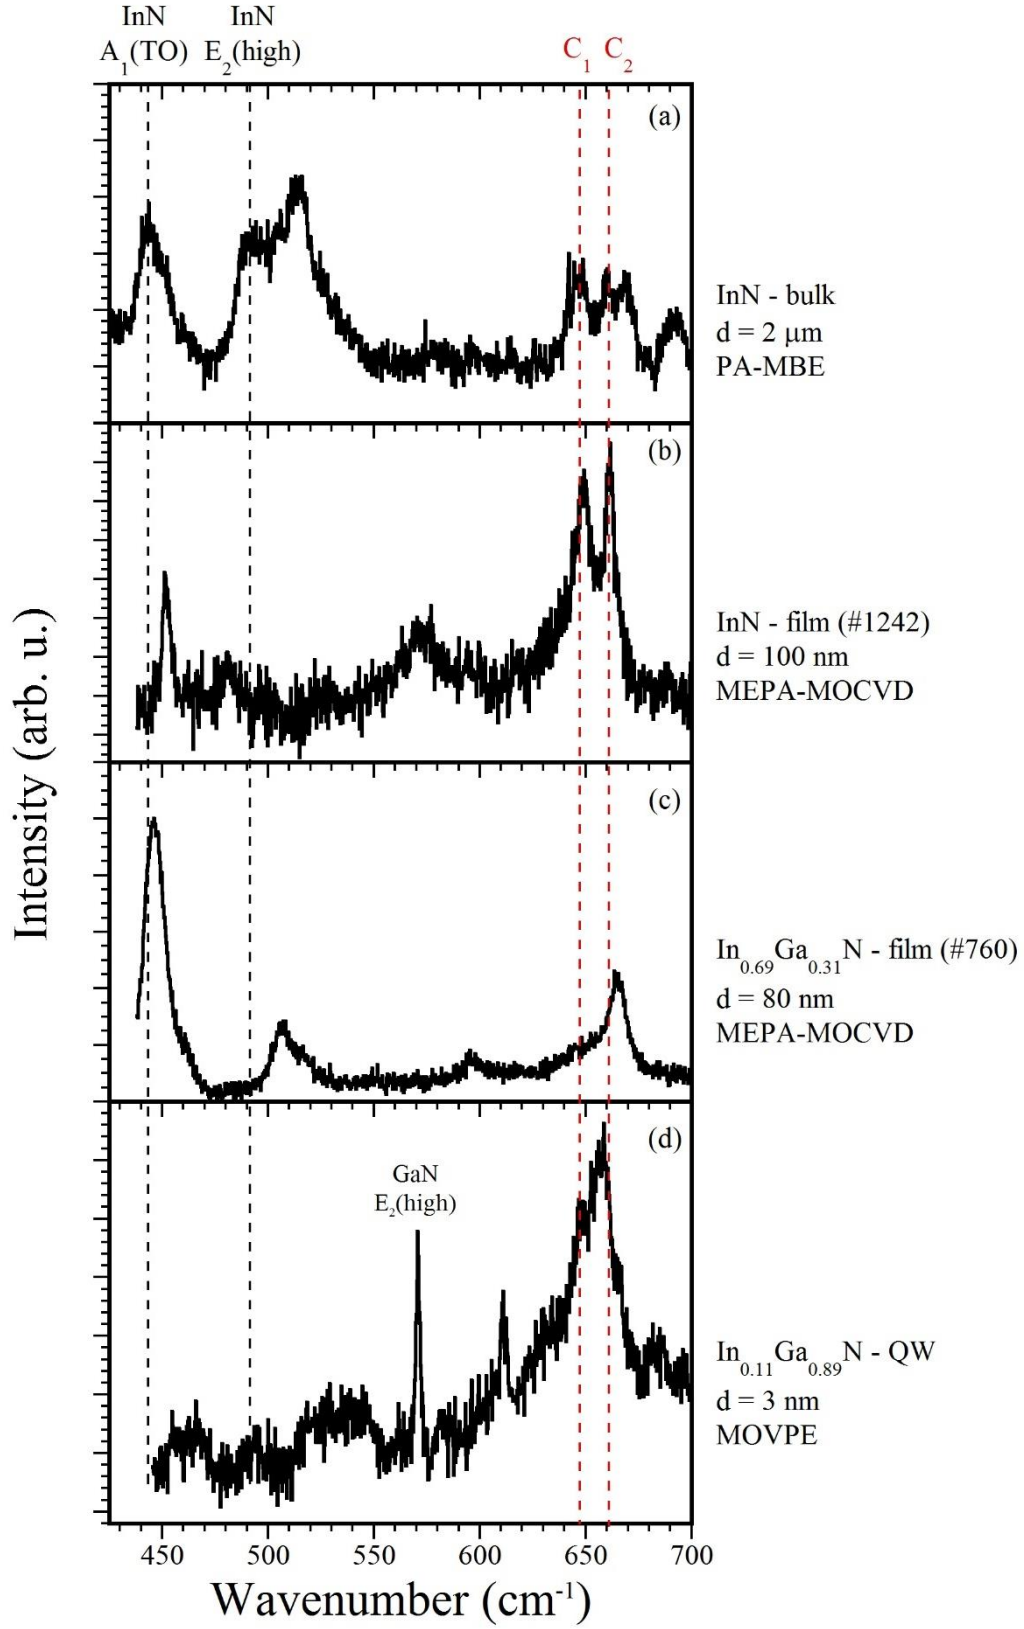 InN InN
A₁(TO) E₂(high) C₁ C₂
(a)
InN - bulk
d = 2 μm
PA-MBE
(b)
InN - film (#1242)
d = 100 nm
MEPA-MOCVD
(c)
In₀.₆₉Ga₀.₃₁N - film (#760)
d = 80 nm
MEPA-MOCVD
(d)
GaN
E₂(high)
In₀.₁₁Ga₀.₈₉N - QW
d = 3 nm
MOVPE
Intensity (arb. u.)
450 500 550 600 650 700
Wavenumber (cm⁻¹)